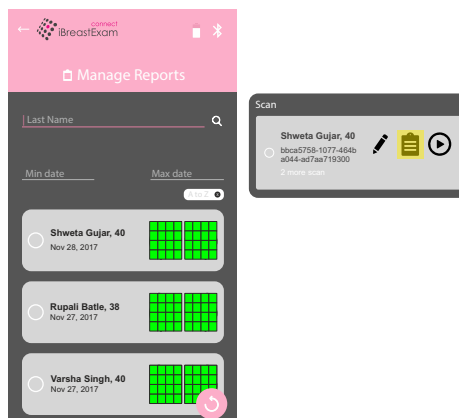 connect
iBreastExam
Manage Reports
Last Name
Min date
Max date
A to Z
Shweta Gujar, 40
Nov 28, 2017
Rupali Batle, 38
Nov 27, 2017
Varsha Singh, 40
Nov 27, 2017
Scan
Shweta Gujar, 40
bbca5758-1077-464b
a044-ad7aa719300
2 more scan